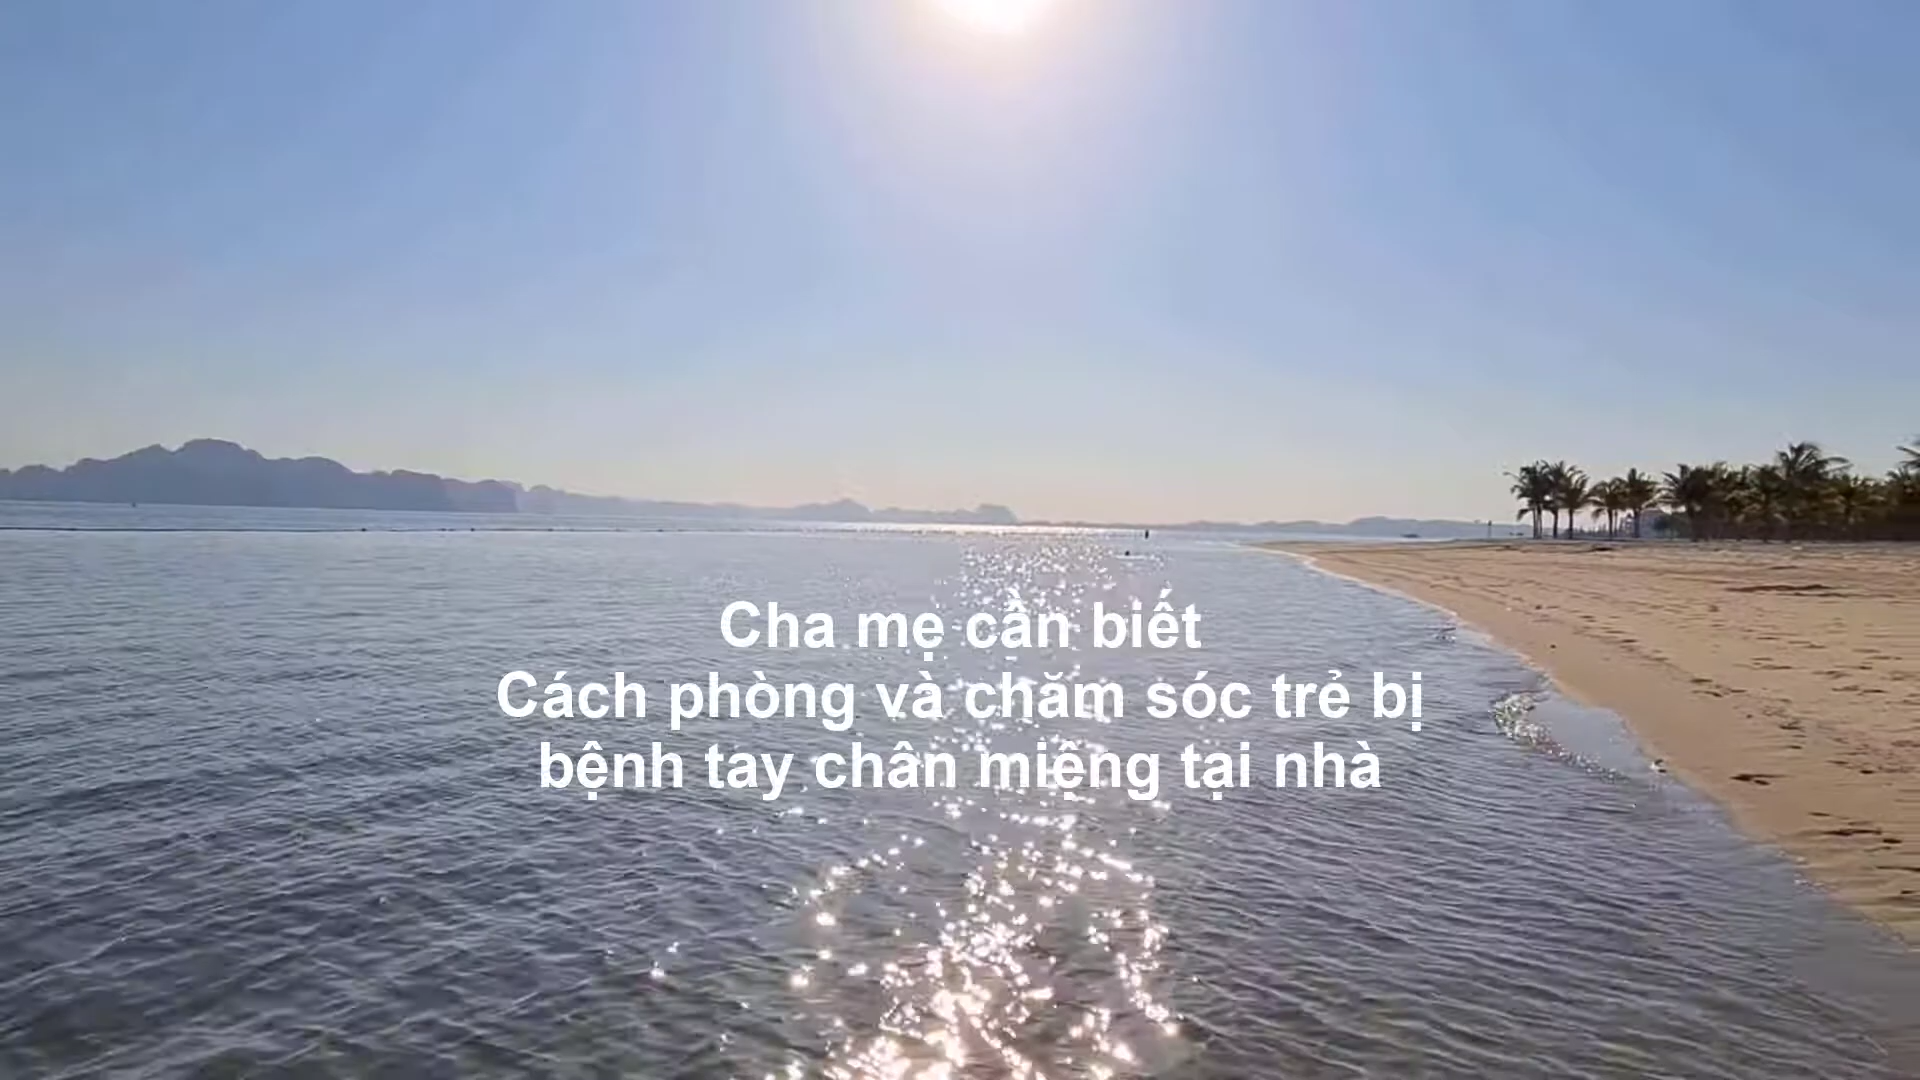 Cha mẹ cần biết
Cách phòng và chăm sóc trẻ bị
bệnh tay chân miệng tại nhà